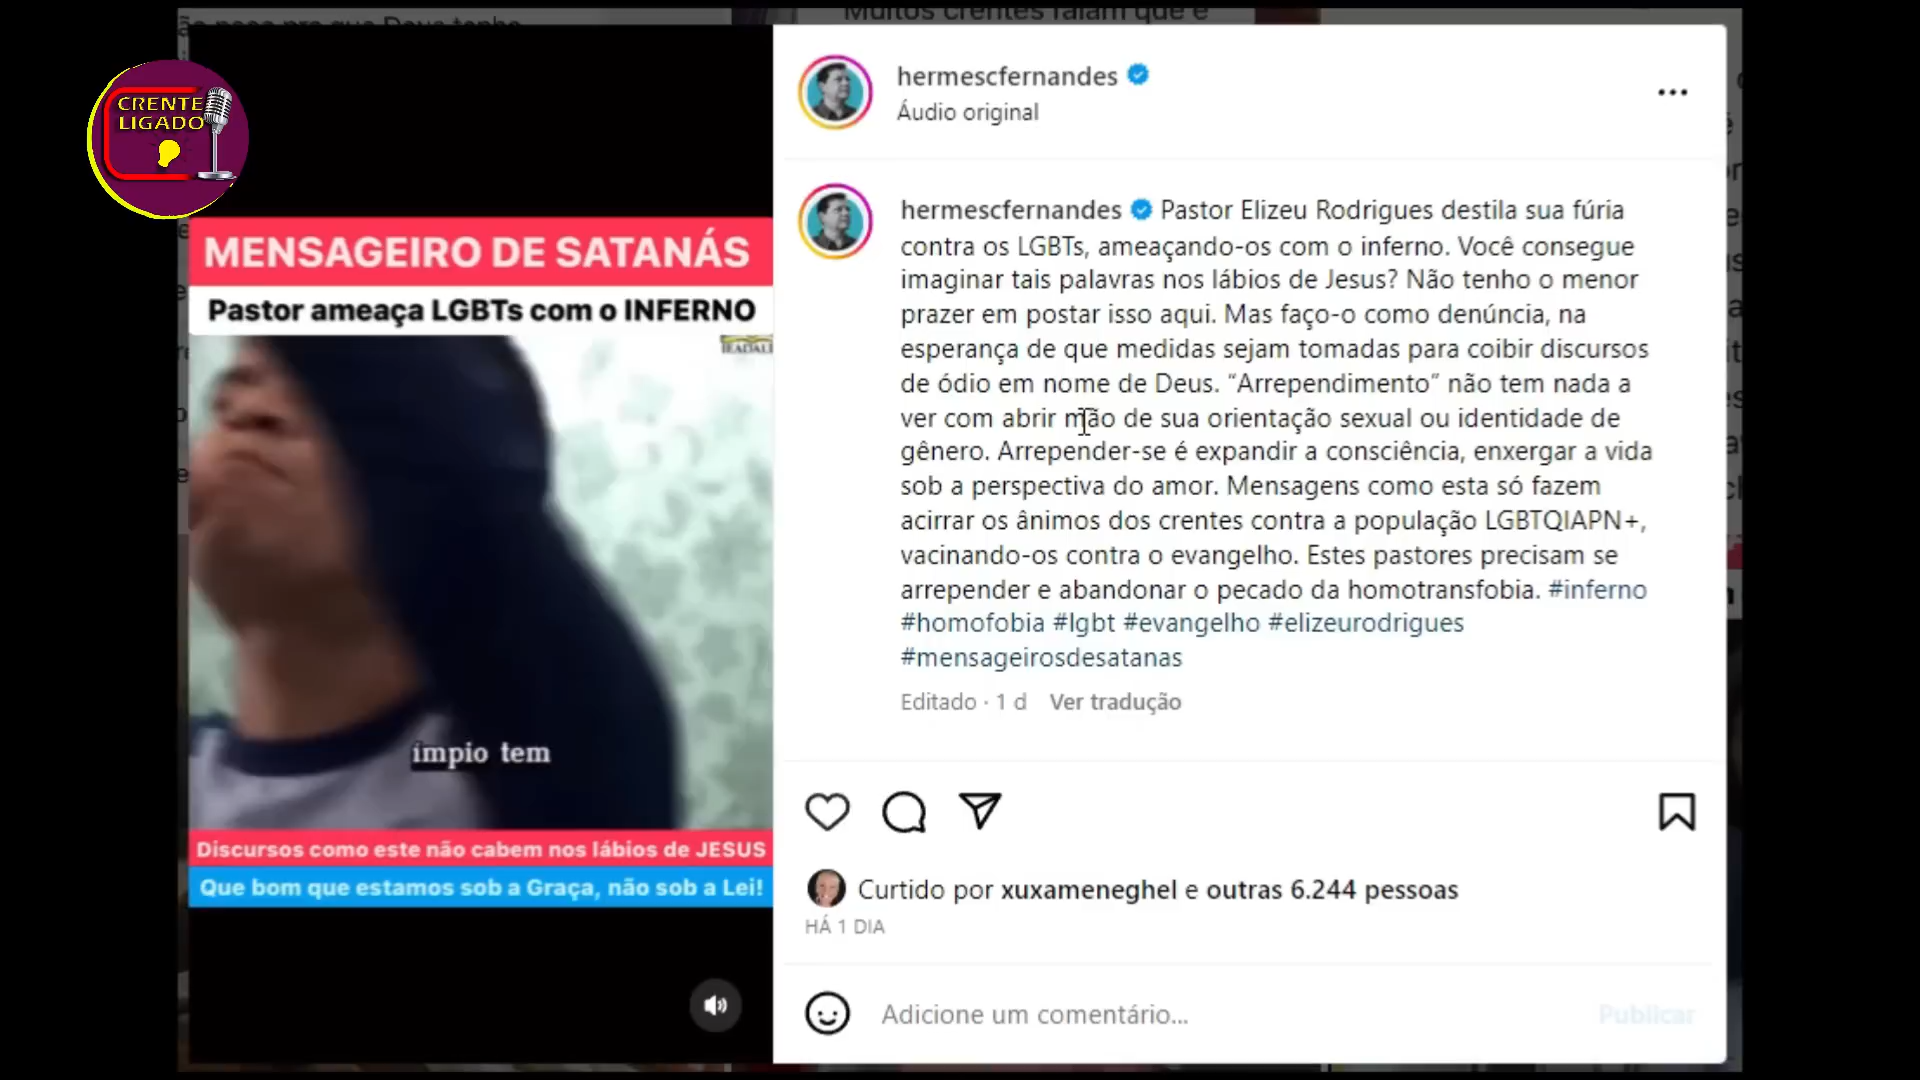 Muitos crentes falam que é
CRENTE
LIGADO
MENSAGEIRO DE SATANÁS
Pastor ameaça LGBTs com o INFERNO
IEADALI
ímpio tem
Discursos como este não cabem nos lábios de JESUS
Que bom que estamos sob a Graça, não sob a Lei!
hermescfernandes
Áudio original
hermescfernandes Pastor Elizeu Rodrigues destila sua fúria
contra os LGBTs, ameaçando-os com o inferno. Você consegue
imaginar tais palavras nos lábios de Jesus? Não tenho o menor
prazer em postar isso aqui. Mas faço-o como denúncia, na
esperança de que medidas sejam tomadas para coibir discursos
de ódio em nome de Deus. “Arrependimento” não tem nada a
ver com abrir mão de sua orientação sexual ou identidade de
gênero. Arrepender-se é expandir a consciência, enxergar a vida
sob a perspectiva do amor. Mensagens como esta só fazem
acirrar os ânimos dos crentes contra a população LGBTQIAPN+,
vacinando-os contra o evangelho. Estes pastores precisam se
arrepender e abandonar o pecado da homotransfobia. #inferno
#homofobia #lgbt #evangelho #elizeurodrigues
#mensageirosdesatanas
Editado · 1 d Ver tradução
Curtido por xuxameneghel e outras 6.244 pessoas
HÁ 1 DIA
Adicione um comentário...
Publicar